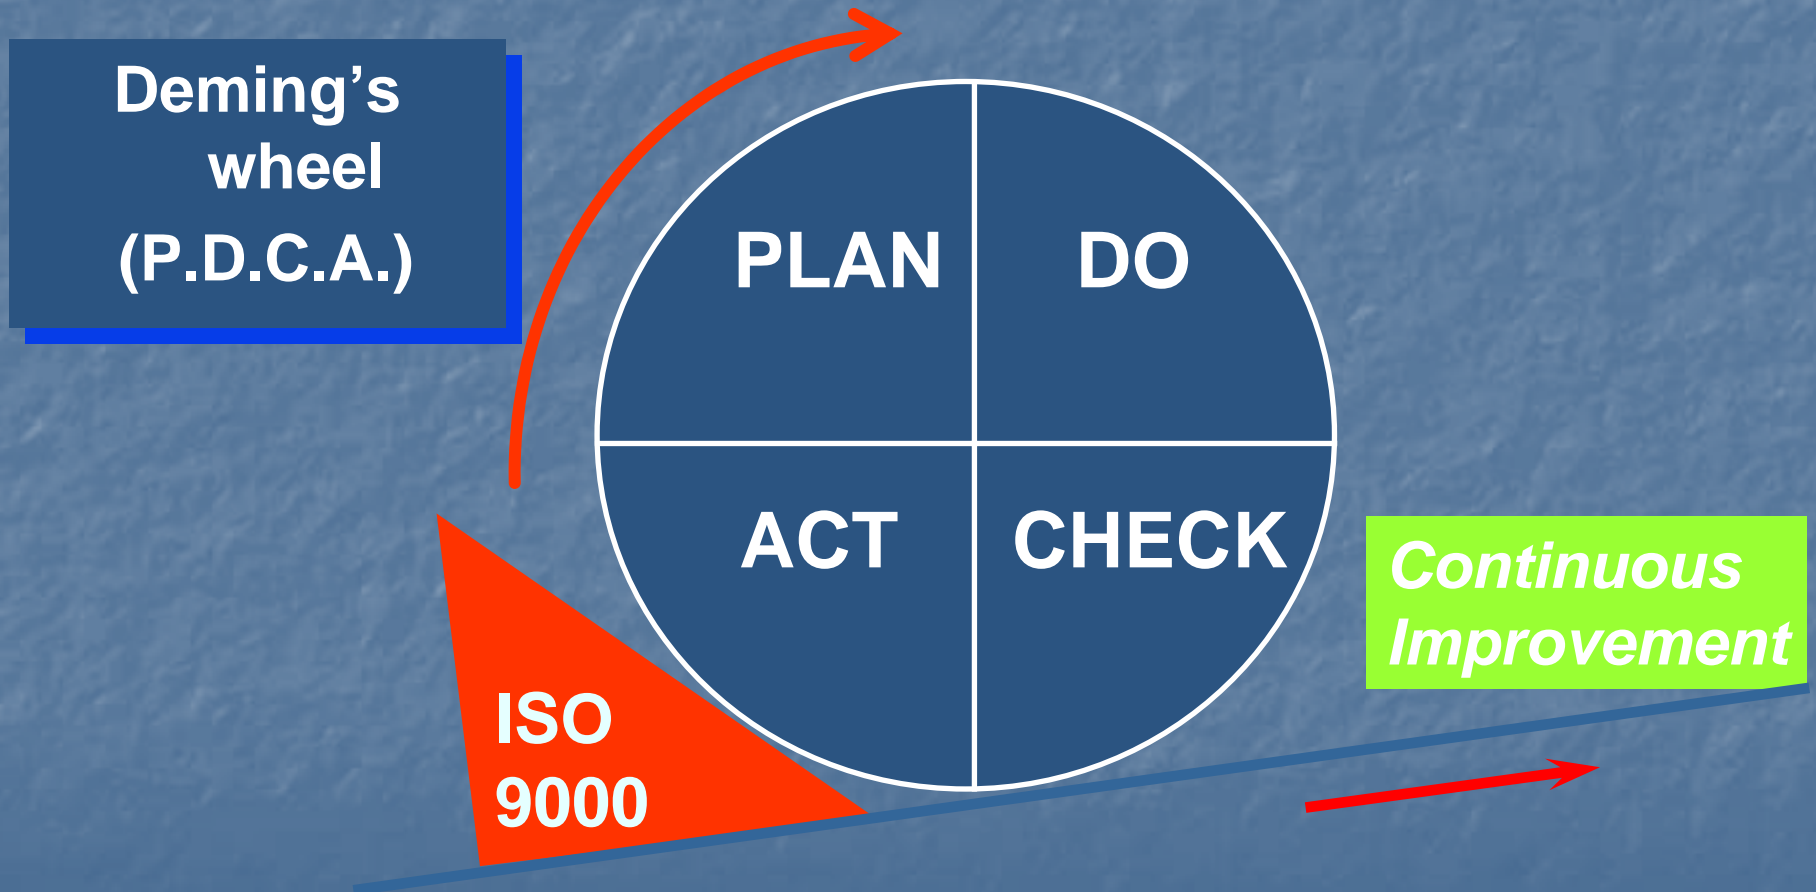 Deming’s
wheel
(P.D.C.A.)
PLAN
DO
ACT
CHECK
Continuous
Improvement
ISO
9000